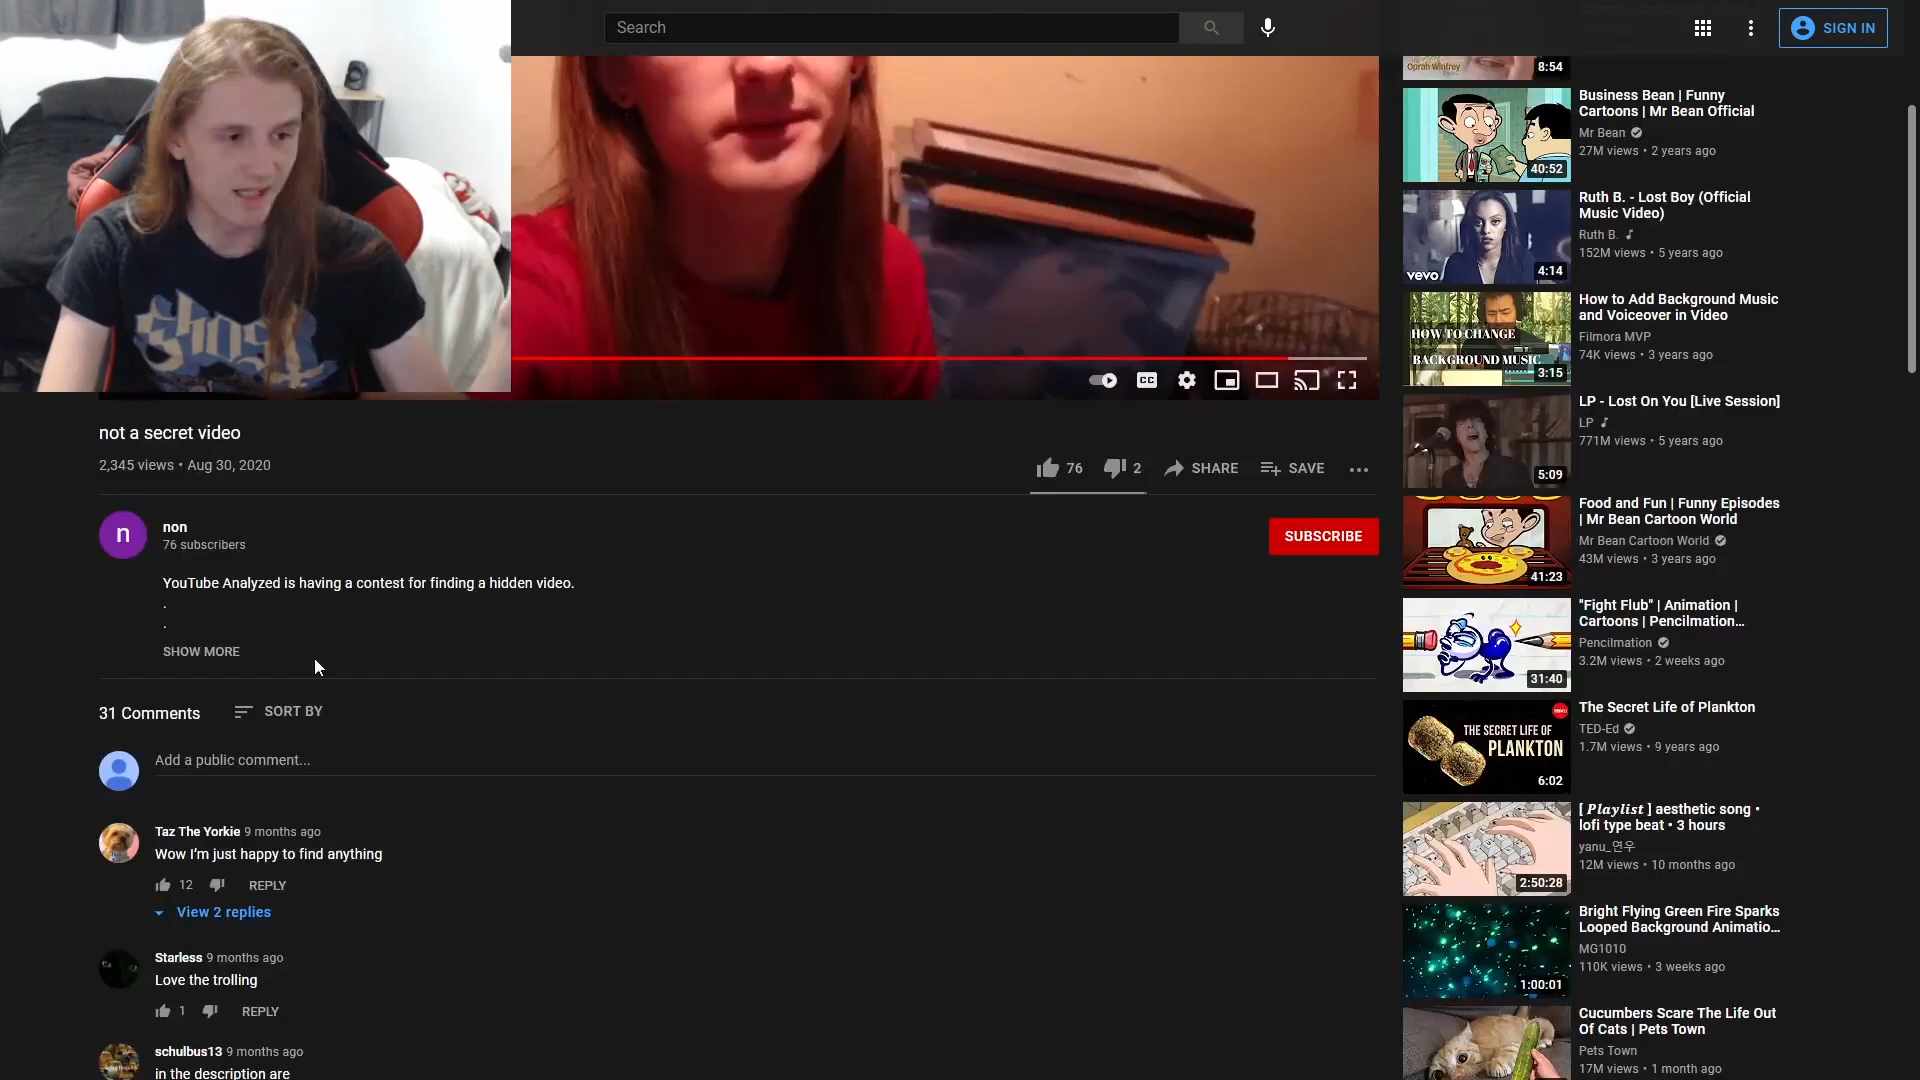 Search
SIGN IN
Ghost
not a secret video
2,345 views • Aug 30, 2020
76
2
SHARE
SAVE
n
non
76 subscribers
SUBSCRIBE
YouTube Analyzed is having a contest for finding a hidden video.
.
.
SHOW MORE
31 Comments
SORT BY
Add a public comment...
Taz The Yorkie 9 months ago
Wow I'm just happy to find anything
12
REPLY
View 2 replies
Starless 9 months ago
Love the trolling
1
REPLY
schulbus13 9 months ago
in the description are
CC
Oprah Winfrey
8:54
Business Bean | Funny
Cartoons | Mr Bean Official
Mr Bean
27M views • 2 years ago
40:52
Ruth B. - Lost Boy (Official
Music Video)
Ruth B.
152M views • 5 years ago
vevo
4:14
How to Add Background Music
and Voiceover in Video
Filmora MVP
74K views • 3 years ago
HOW TO CHANGE
BACKGROUND MUSIC
3:15
LP - Lost On You [Live Session]
LP
771M views • 5 years ago
5:09
Food and Fun | Funny Episodes
| Mr Bean Cartoon World
Mr Bean Cartoon World
43M views • 3 years ago
41:23
"Fight Flub" | Animation |
Cartoons | Pencilmation...
Pencilmation
3.2M views • 2 weeks ago
31:40
The Secret Life of Plankton
TED-Ed
1.7M views • 9 years ago
THE SECRET LIFE OF
PLANKTON
6:02
[ 𝑷𝒍𝒂𝒚𝒍𝒊𝒔𝒕 ] aesthetic song •
lofi type beat • 3 hours
yanu_연우
12M views • 10 months ago
2:50:28
Bright Flying Green Fire Sparks
Looped Background Animatio...
MG1010
110K views • 3 weeks ago
1:00:01
Cucumbers Scare The Life Out
Of Cats | Pets Town
Pets Town
17M views • 1 month ago